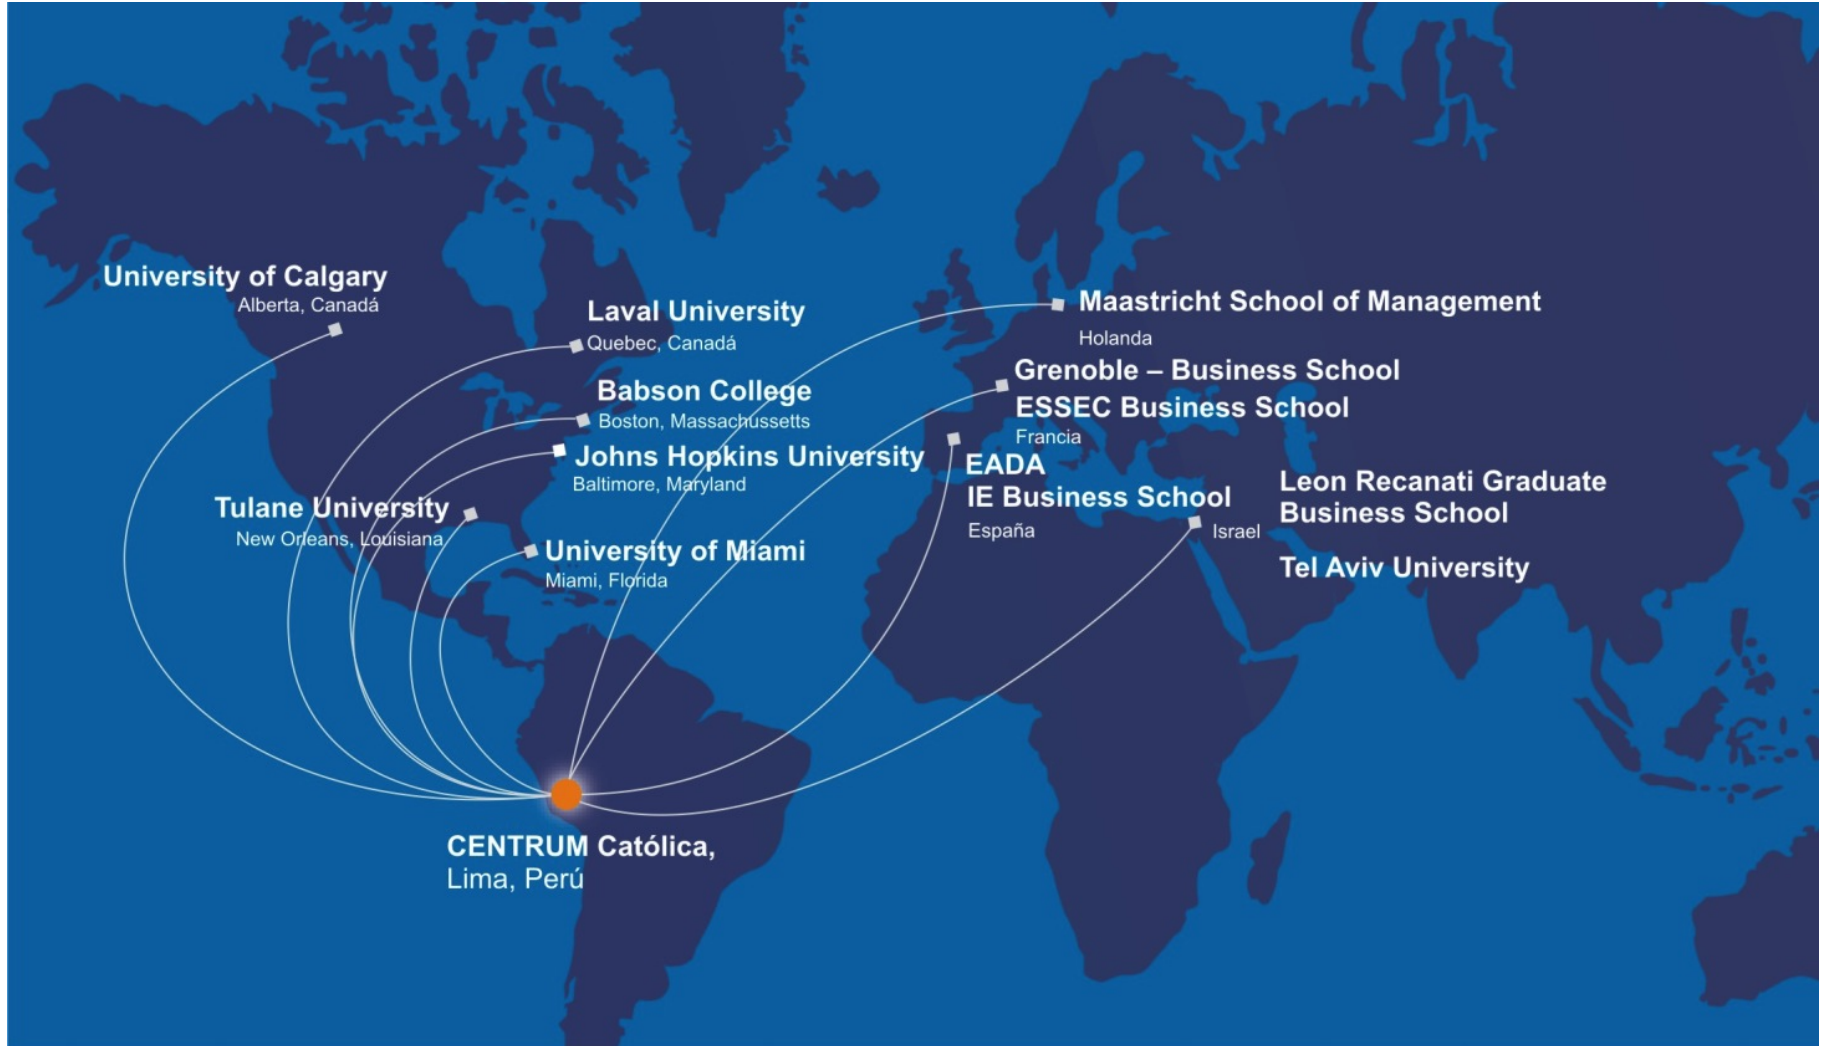 University of Calgary
Alberta, Canadá
Laval University
Quebec, Canadá
Babson College
Boston, Massachussetts
Johns Hopkins University
Baltimore, Maryland
Tulane University
New Orleans, Louisiana
University of Miami
Miami, Florida
Maastricht School of Management
Holanda
Grenoble – Business School
ESSEC Business School
Francia
EADA
IE Business School
España
Israel
Leon Recanati Graduate
Business School
Tel Aviv University
CENTRUM Católica,
Lima, Perú